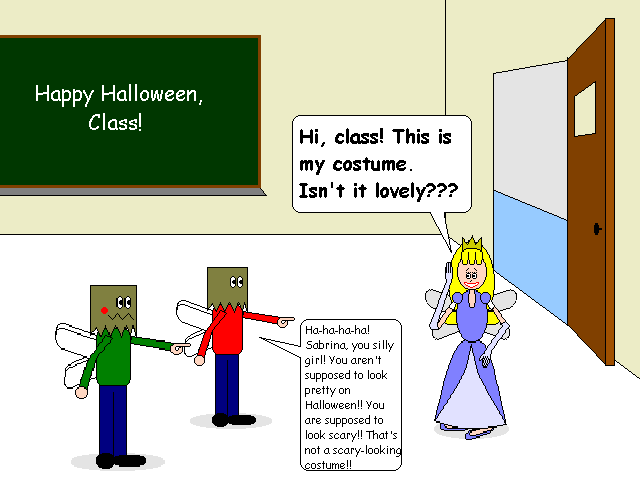 Happy Halloween,
Class!
Hi, class! This is
my costume.
Isn't it lovely???
Ha-ha-ha-ha!
Sabrina, you silly
girl! You aren't
supposed to look
pretty on
Halloween!! You
are supposed to
look scary!! That's
not a scary-looking
costume!!